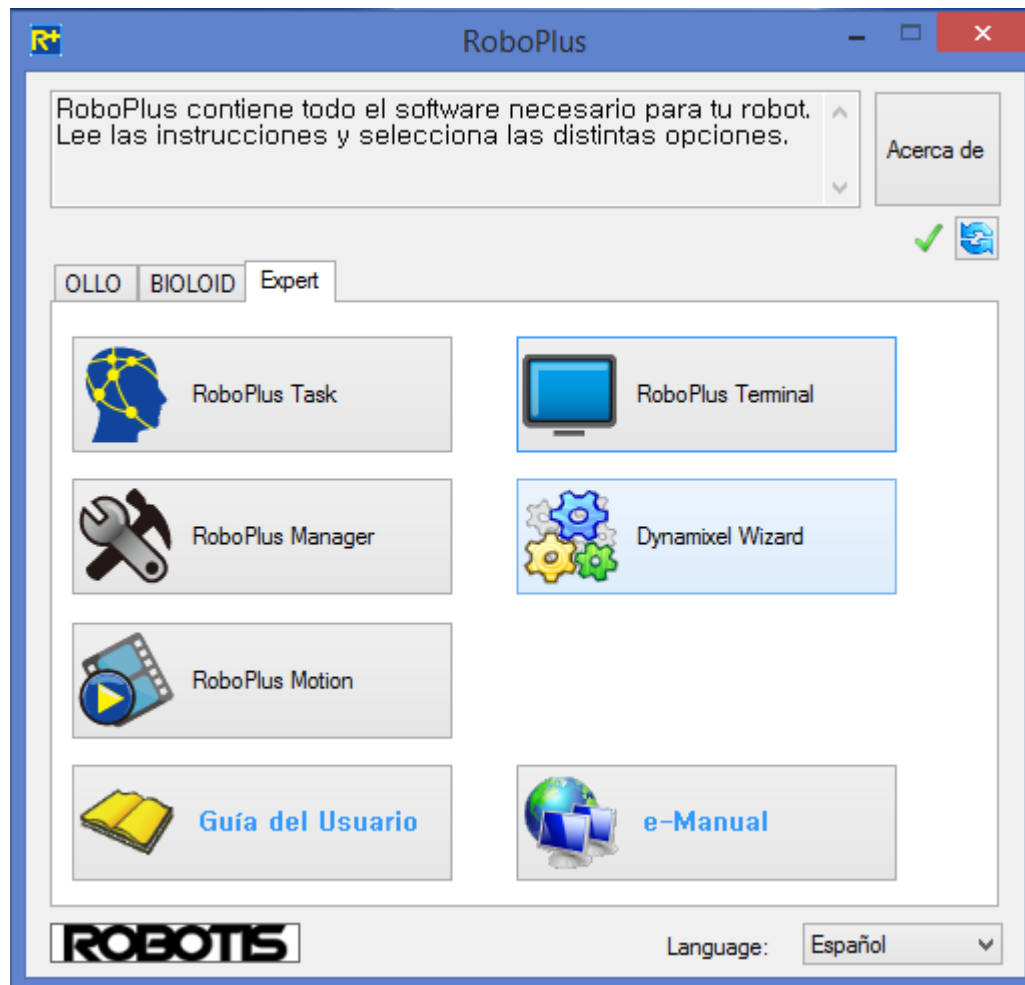 R+
RoboPlus
RoboPlus contiene todo el software necesario para tu robot.
Lee las instrucciones y selecciona las distintas opciones.
Acerca de
OLLO BIOLOID Expert
RoboPlus Task
RoboPlus Terminal
RoboPlus Manager
Dynamixel Wizard
RoboPlus Motion
Guía del Usuario
e-Manual
ROBOTIS
Language: Español